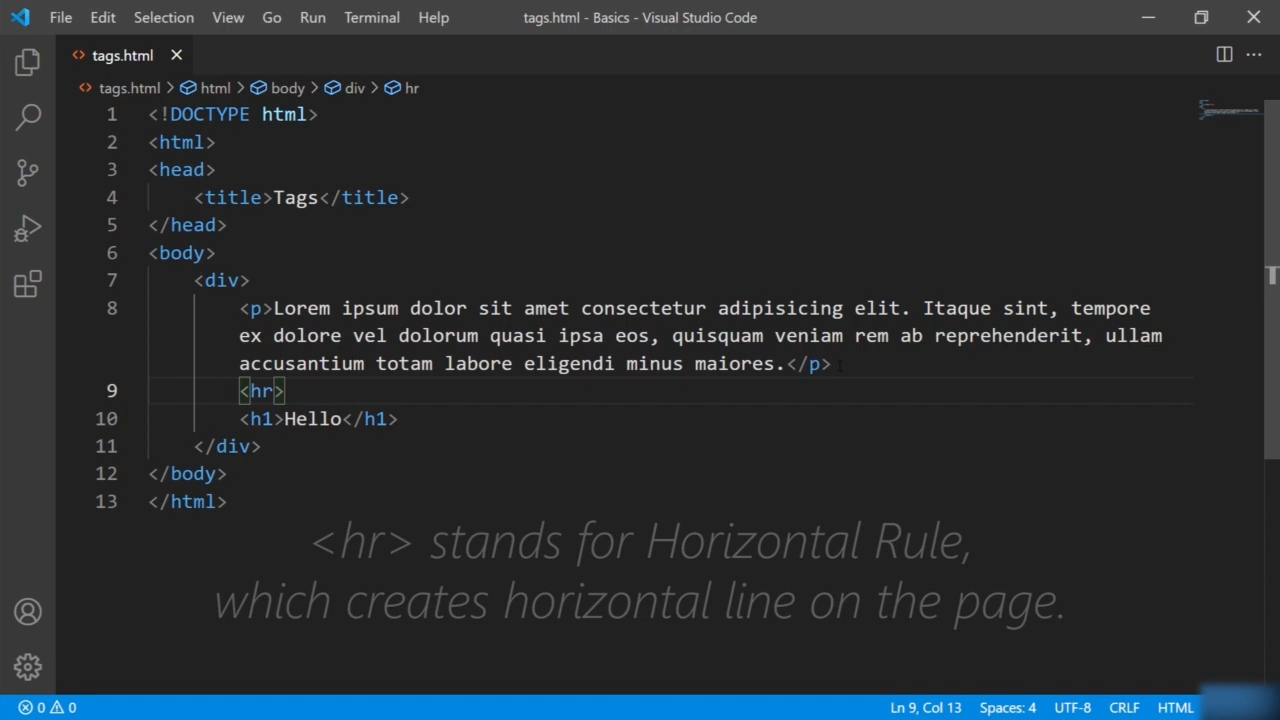 File Edit Selection View Go Run Terminal Help tags.html - Basics - Visual Studio Code
tags.html
tags.html > html > body > div > hr
1 <!DOCTYPE html>
2 <html>
3 <head>
4 <title>Tags</title>
5 </head>
6 <body>
7 <div>
8 <p>Lorem ipsum dolor sit amet consectetur adipisicing elit. Itaque sint, tempore
ex dolore vel dolorum quasi ipsa eos, quisquam veniam rem ab reprehenderit, ullam
accusantium totam labore eligendi minus maiores.</p>
9 <hr>
10 <h1>Hello</h1>
11 </div>
12 </body>
13 </html>
<hr> stands for Horizontal Rule,
which creates horizontal line on the page.
0 0 Ln 9, Col 13 Spaces: 4 UTF-8 CRLF HTML